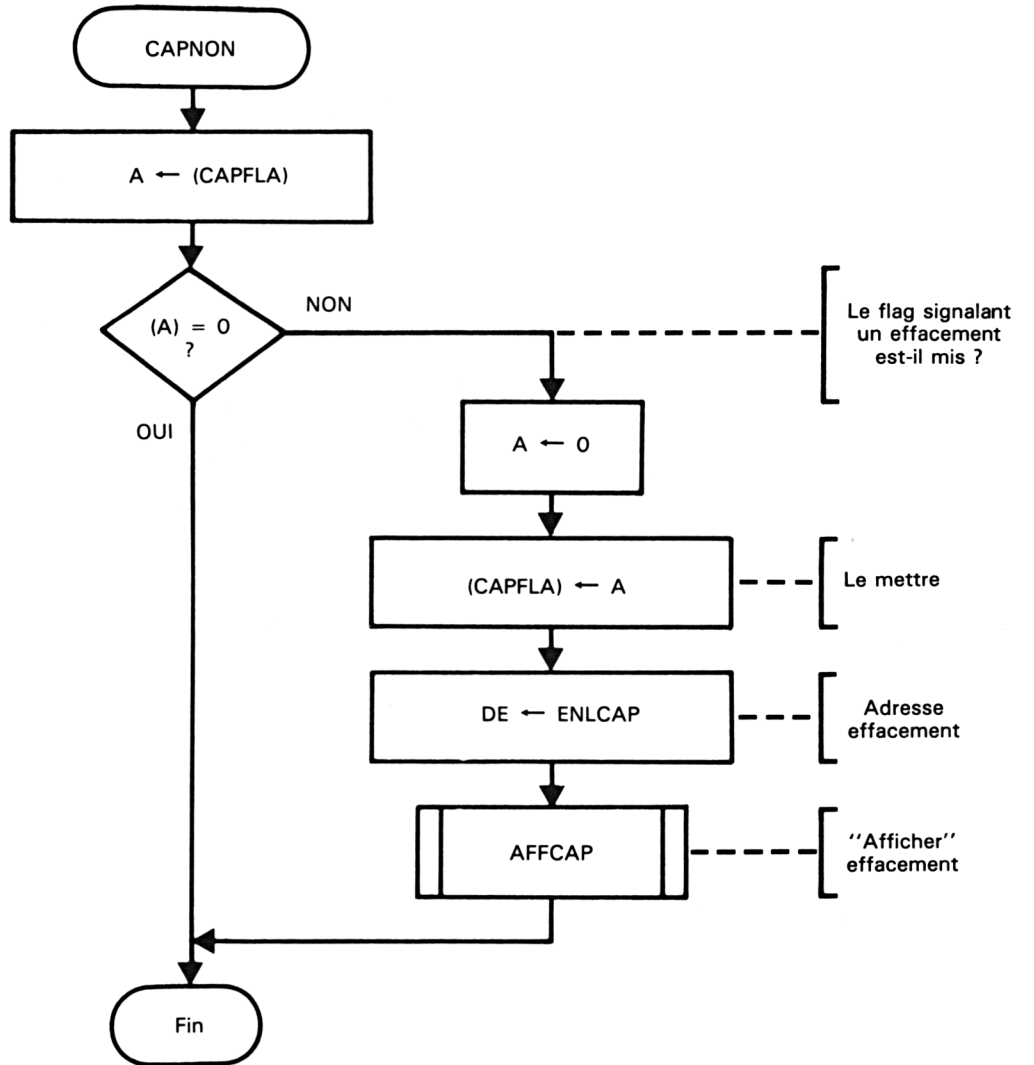 CAPNON
A ← (CAPFLA)
(A) = 0
?
NON
OUI
Le flag signalant
un effacement
est-il mis ?
A ← 0
(CAPFLA) ← A
Le mettre
DE ← ENLCAP
Adresse
effacement
AFFCAP
''Afficher''
effacement
Fin